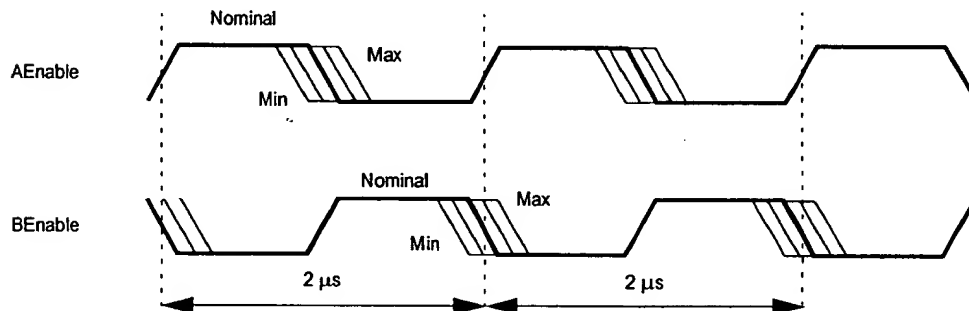 Nominal
Max
AEnable
Min
Nominal
Max
BEnable
Min
2 μs
2 μs